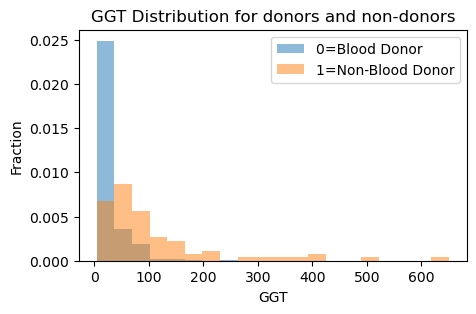 GGT Distribution for donors and non-donors
0=Blood Donor
1=Non-Blood Donor
Fraction
0.025
0.020
0.015
0.010
0.005
0.000
0 100 200 300 400 500 600
GGT